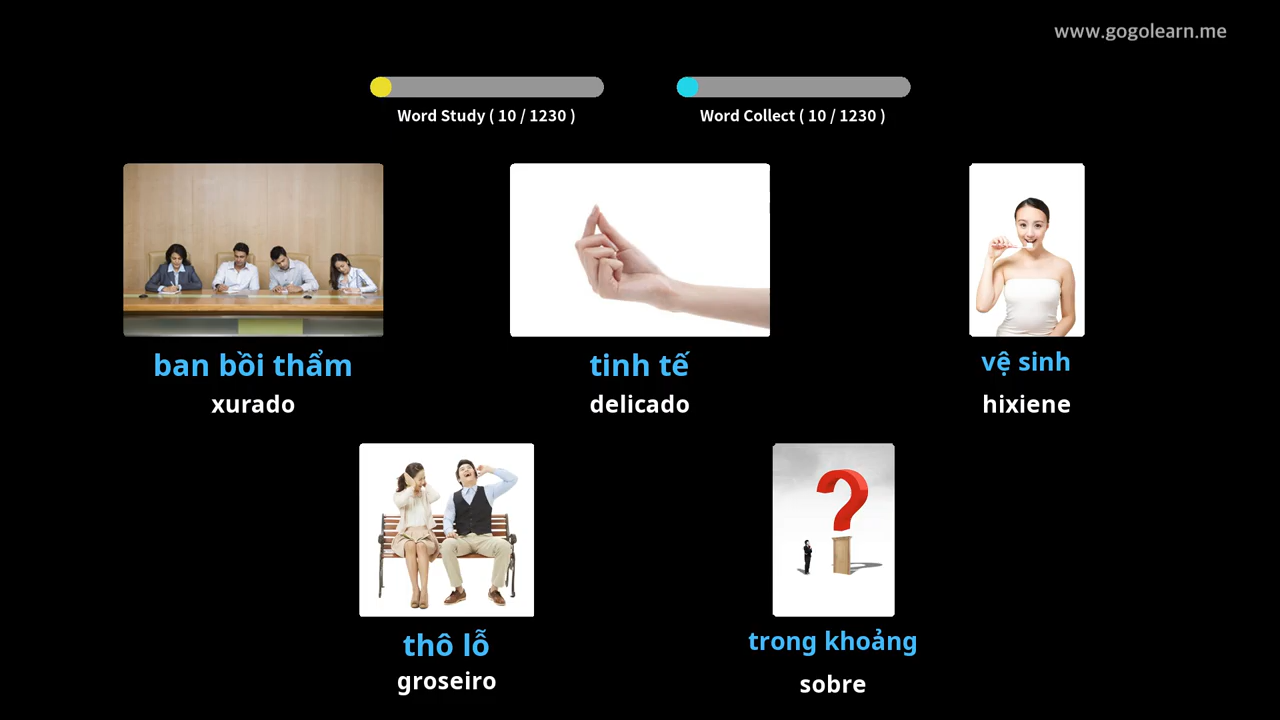 www.gogolearn.me
Word Study ( 10 / 1230 )
Word Collect ( 10 / 1230 )
ban bồi thẩm
xurado
tinh tế
delicado
vệ sinh
hixiene
thô lỗ
groseiro
trong khoảng
sobre